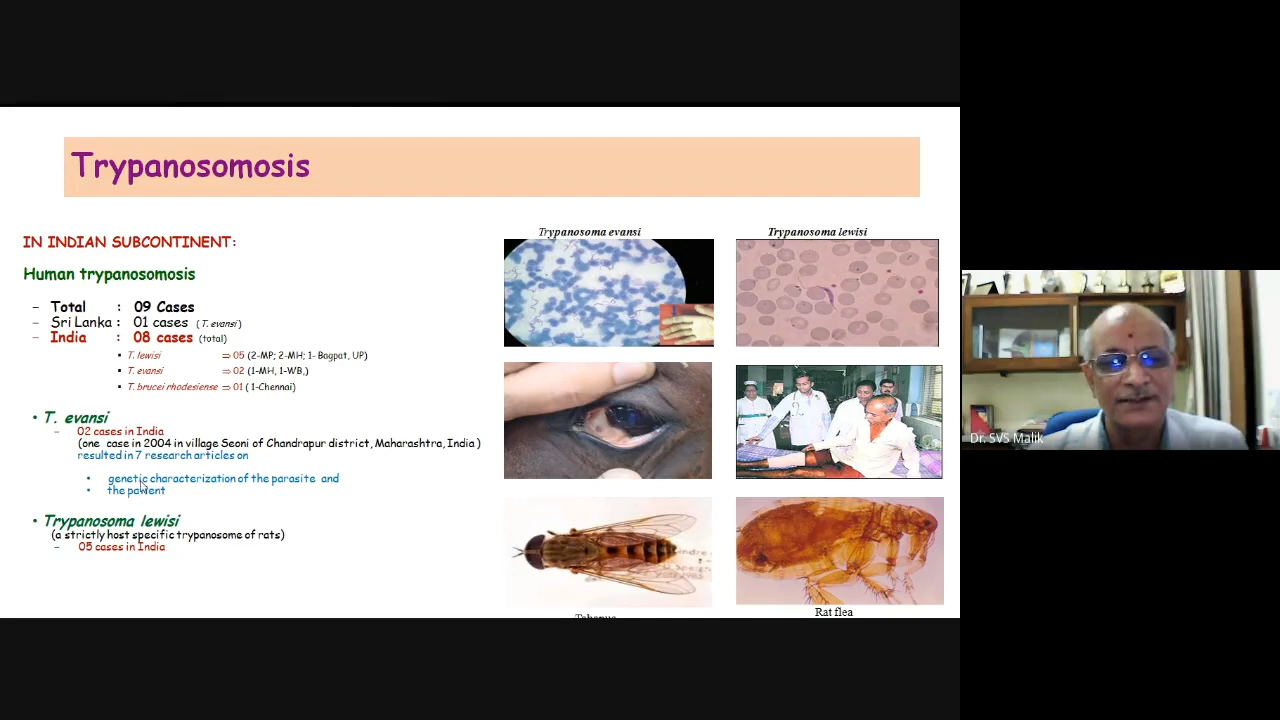 Trypanosomosis
IN INDIAN SUBCONTINENT:
Human trypanosomosis
– Total : 09 Cases
– Sri Lanka : 01 cases ( T. evansi )
– India : 08 cases (total)
▪ T. lewisi ⇒ 05 (2-MP; 2-MH; 1- Bagpat, UP)
▪ T. evansi ⇒ 02 (1-MH, 1-WB,)
▪ T. brucei rhodesiense ⇒ 01 ( 1-Chennai)
• T. evansi
– 02 cases in India
(one case in 2004 in village Seoni of Chandrapur district, Maharashtra, India )
resulted in 7 research articles on
• genetic characterization of the parasite and
• the patient
• Trypanosoma lewisi
(a strictly host specific trypanosome of rats)
– 05 cases in India
Trypanosoma evansi
Trypanosoma lewisi
Tabanus
Rat flea
Dr. SVS Malik